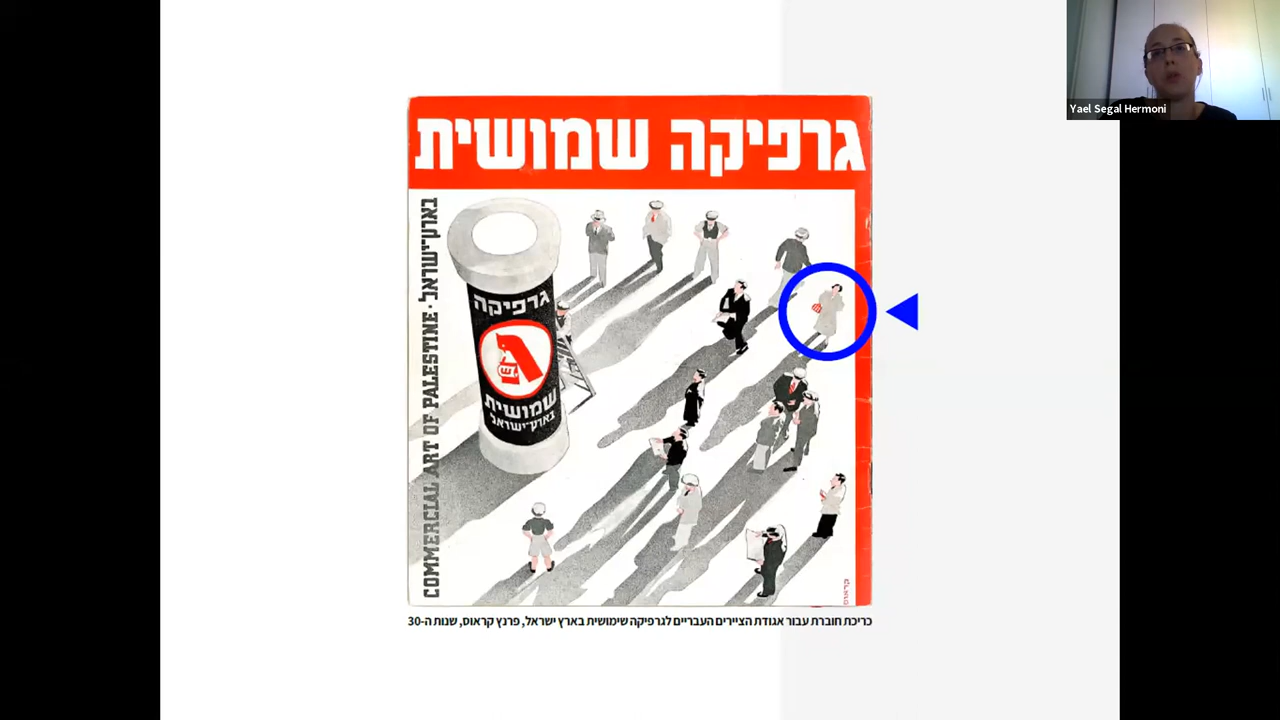 Yael Segal Hermoni
גרפיקה שמושית
COMMERCIAL ART OF PALESTINE · בארץ־ישראל
גרפיקה
שמושית
בארץ־ישראל
קראוס
כריכת חוברת עבור אגודת הציירים העבריים לגרפיקה שימושית בארץ ישראל, פרנץ קראוס, שנות ה-30